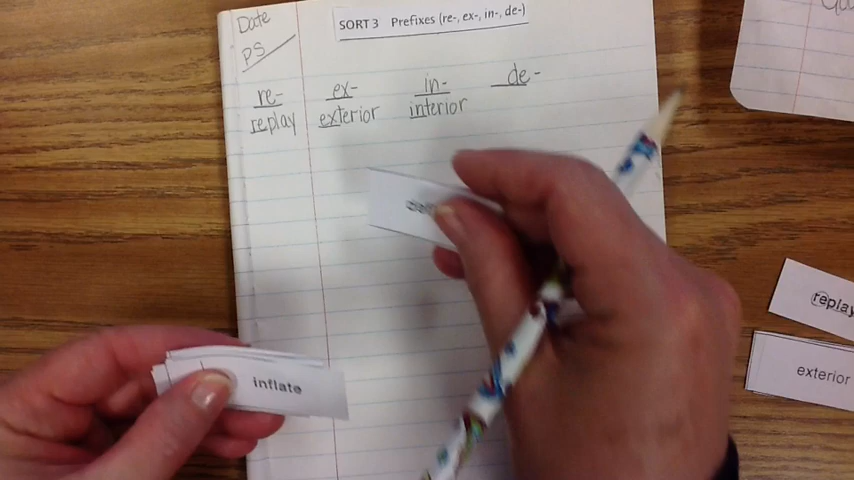 Date
PS
SORT 3 Prefixes (re-, ex-, in-, de-)
re- ex- in- de-
replay exterior interior
inflate
replay
exterior